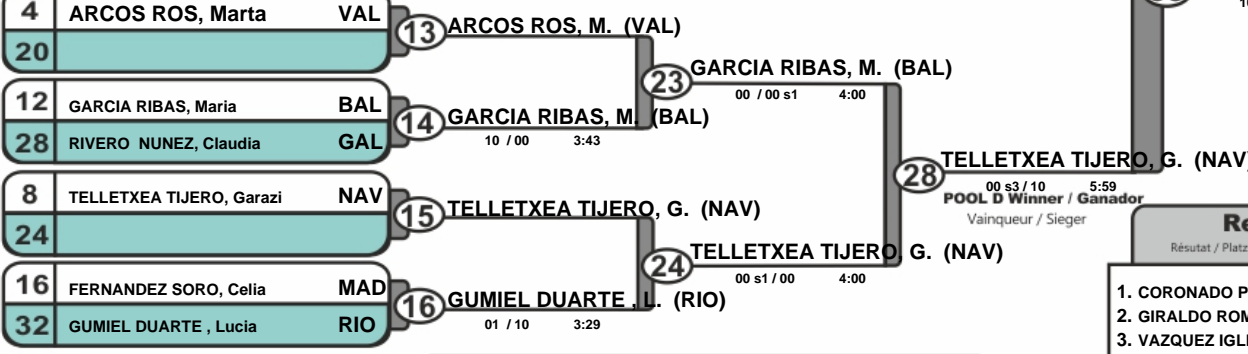 4 ARCOS ROS, Marta VAL
20
12 GARCIA RIBAS, Maria BAL
28 RIVERO NUNEZ, Claudia GAL
8 TELLETXEA TIJERO, Garazi NAV
24
16 FERNANDEZ SORO, Celia MAD
32 GUMIEL DUARTE , Lucia RIO
13 ARCOS ROS, M. (VAL)
14 GARCIA RIBAS, M. (BAL)
10 / 00 3:43
15 TELLETXEA TIJERO, G. (NAV)
16 GUMIEL DUARTE , L. (RIO)
01 / 10 3:29
23 GARCIA RIBAS, M. (BAL)
00 / 00 s1 4:00
24 TELLETXEA TIJERO, G. (NAV)
00 s1 / 00 4:00
28 TELLETXEA TIJERO, G. (NAV)
00 s3 / 10 5:59
POOL D Winner / Ganador
Vainqueur / Sieger
Re
Résutat / Platz
1. CORONADO P
2. GIRALDO ROM
3. VAZQUEZ IGL